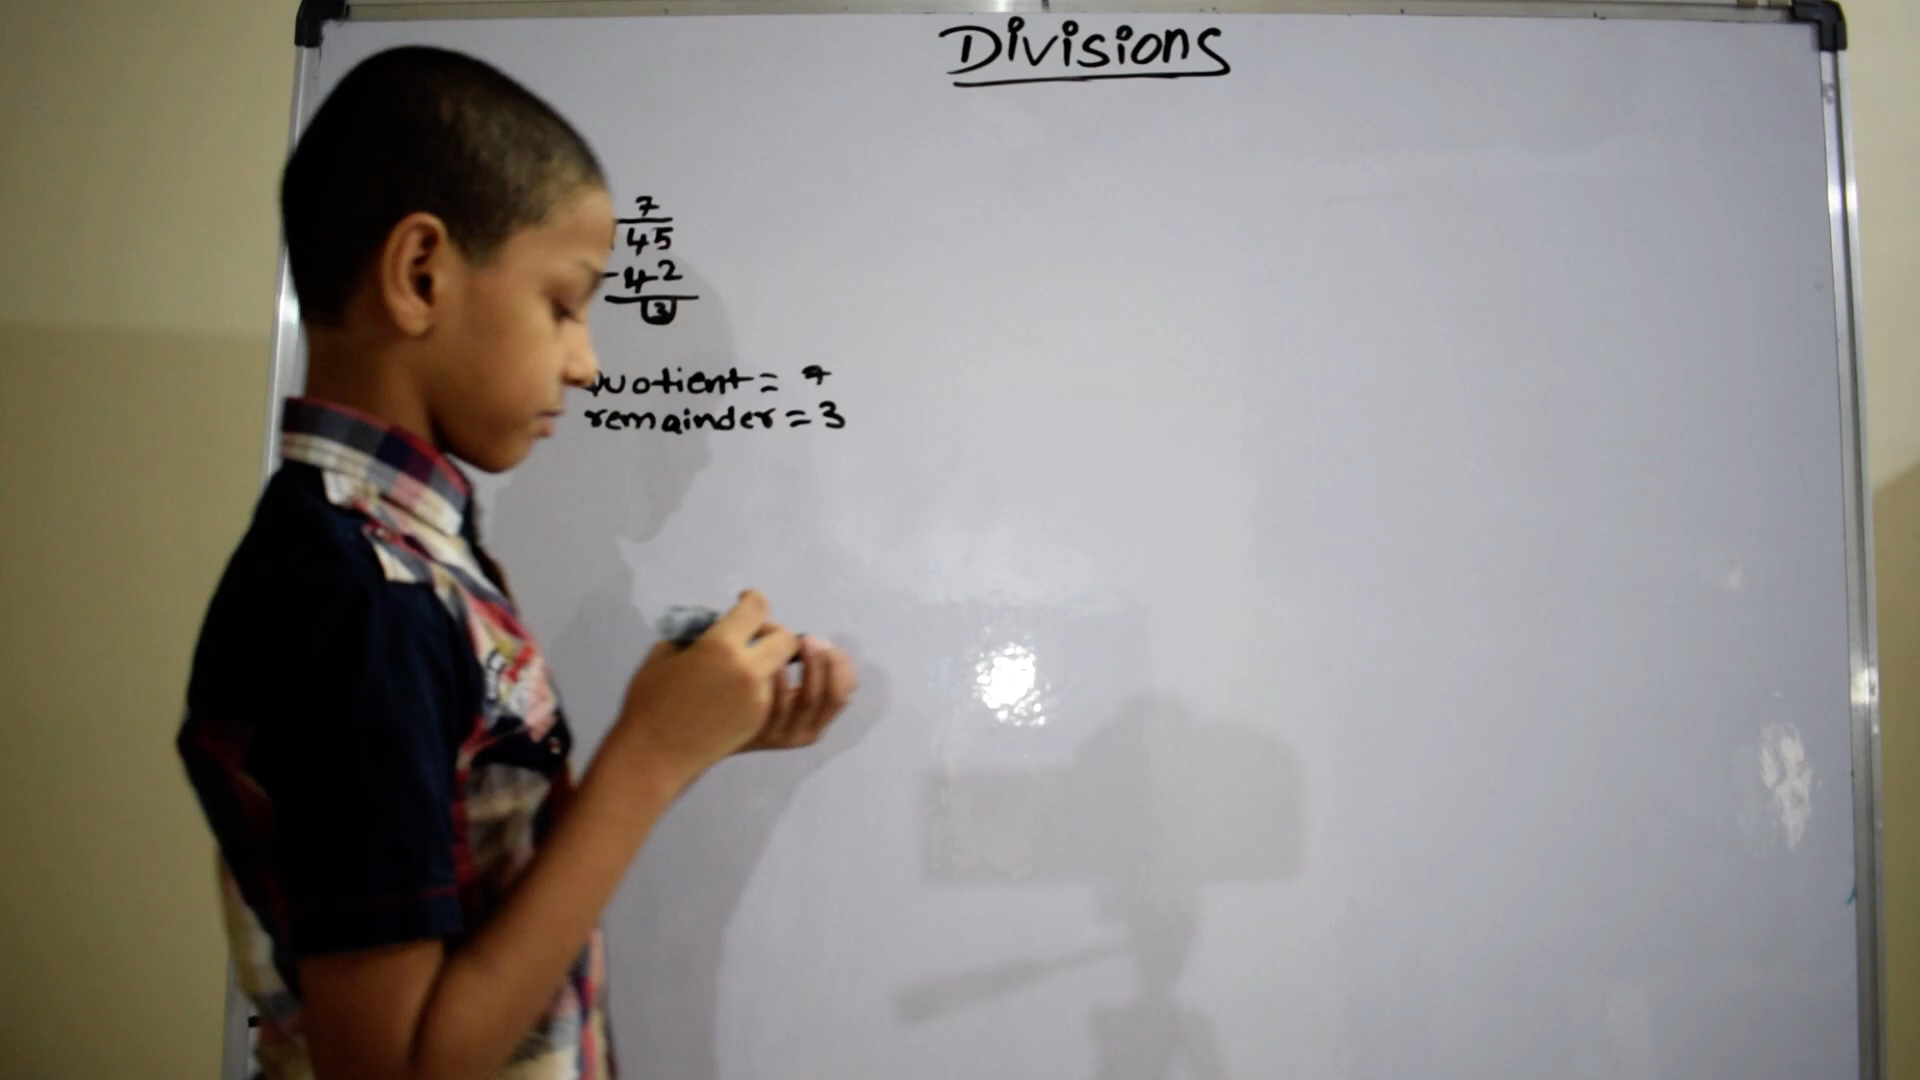 Divisions
7
45
-42
3
quotient = 7
remainder = 3